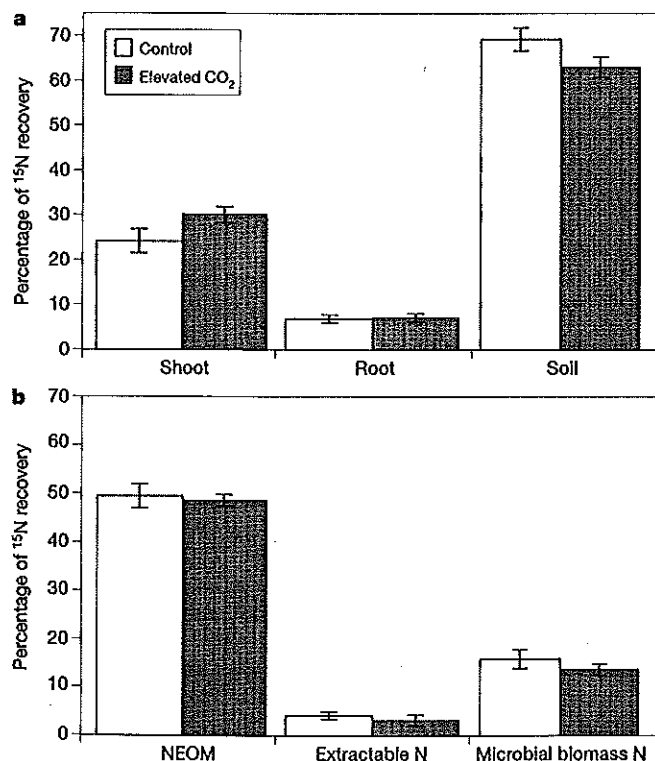 a
70
60
50
40
30
20
10
0
Percentage of ¹⁵N recovery
Control
Elevated CO₂
Shoot Root Soil
b
70
60
50
40
30
20
10
0
Percentage of ¹⁵N recovery
NEOM Extractable N Microbial biomass N